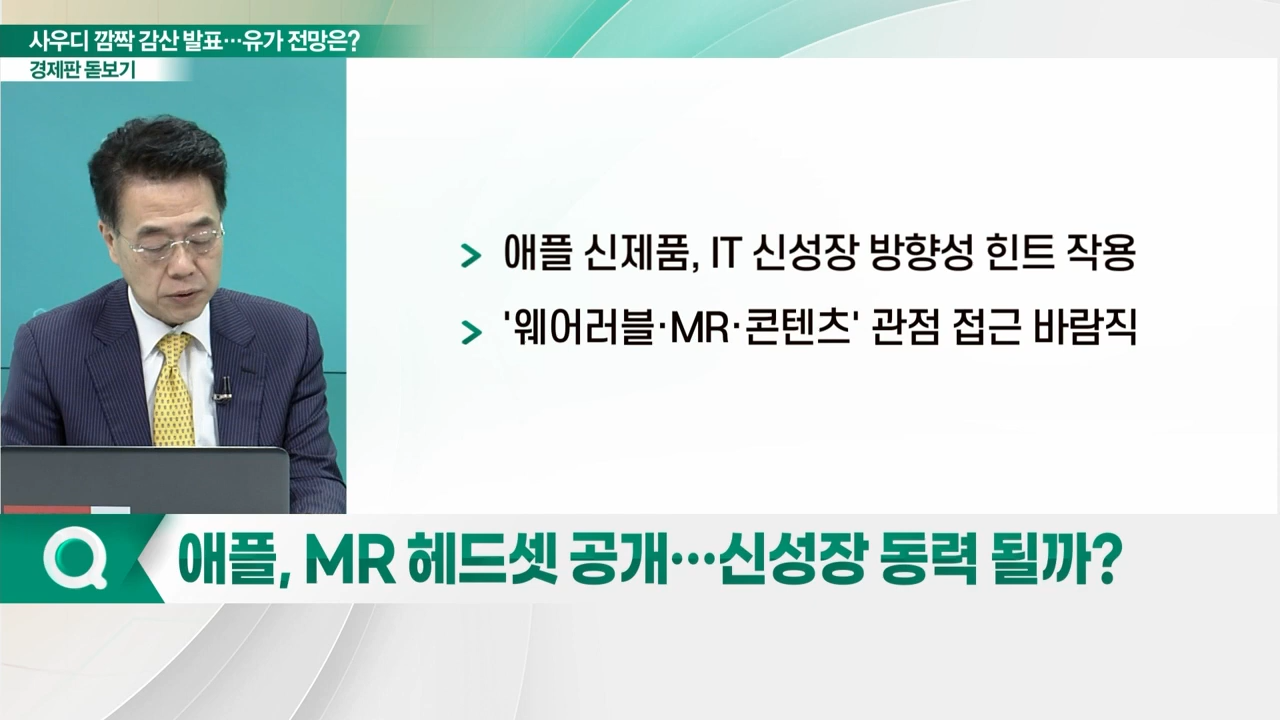 사우디 깜짝 감산 발표…유가 전망은?
경제판 돋보기
> 애플 신제품, IT 신성장 방향성 힌트 작용
> '웨어러블·MR·콘텐츠' 관점 접근 바람직
애플, MR 헤드셋 공개…신성장 동력 될까?